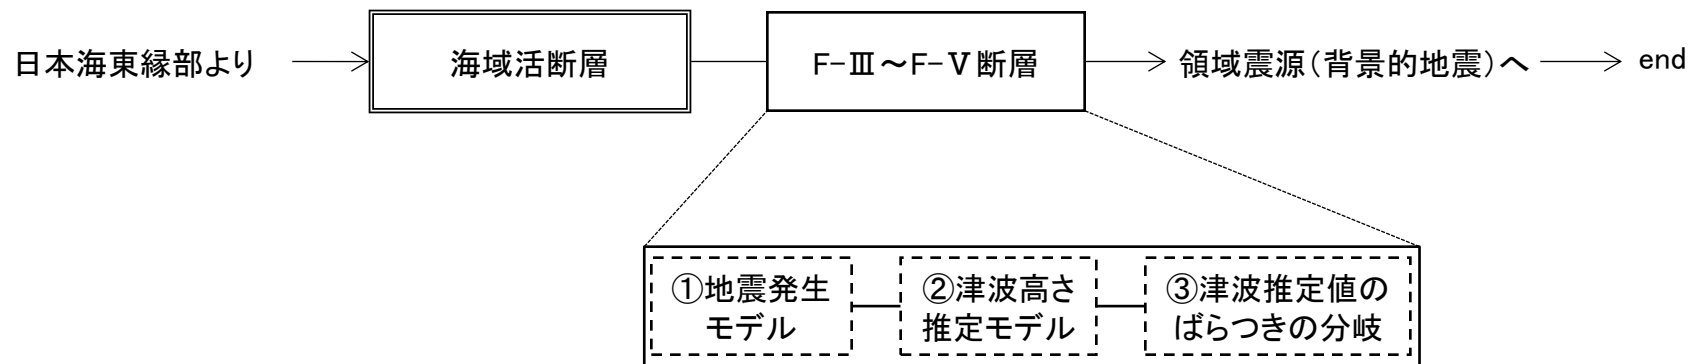 日本海東縁部より
海域活断層
F-Ⅲ~F-Ⅴ断層
領域震源(背景的地震)へ
end
①地震発生
モデル
②津波高さ
推定モデル
③津波推定値の
ばらつきの分岐